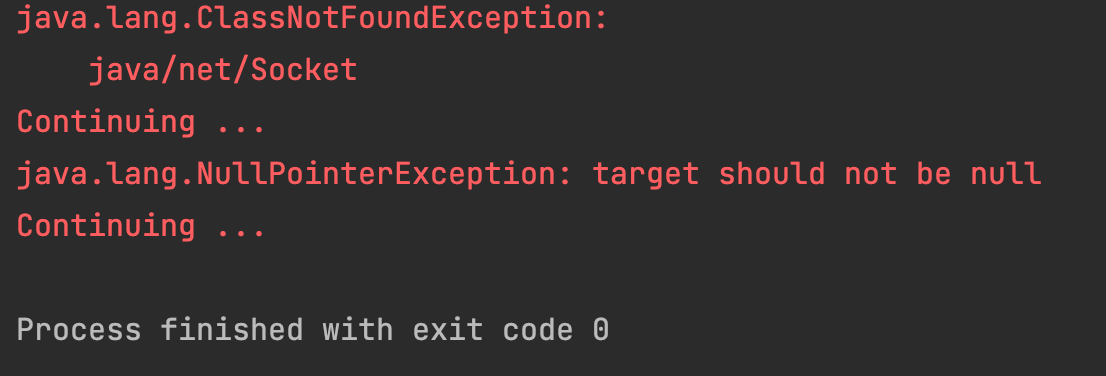 java.lang.ClassNotFoundException:
java/net/Socket
Continuing ...
java.lang.NullPointerException: target should not be null
Continuing ...
Process finished with exit code 0